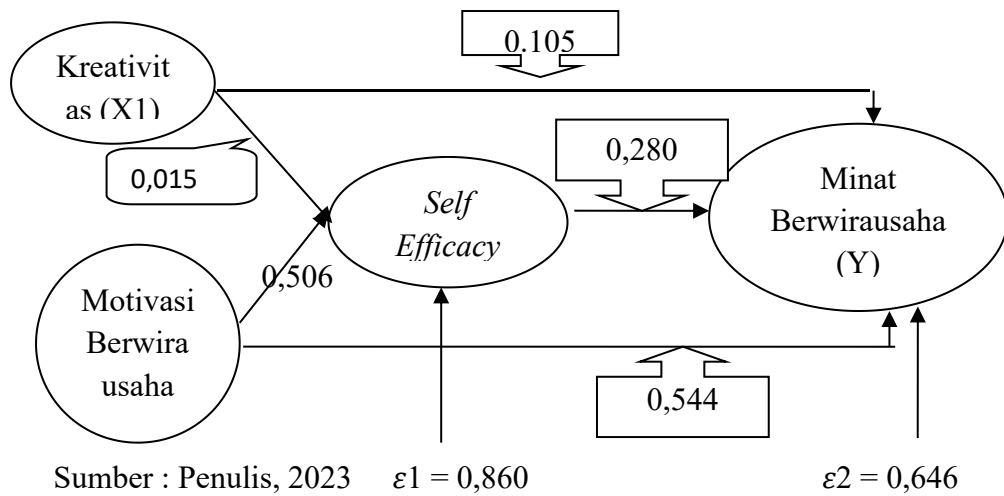 0.105
Kreativit
as (X1)
0,280
0,015
Self
Efficacy
Minat
Berwirausaha
(Y)
0,506
Motivasi
Berwira
usaha
0,544
Sumber : Penulis, 2023 ε1 = 0,860 ε2 = 0,646